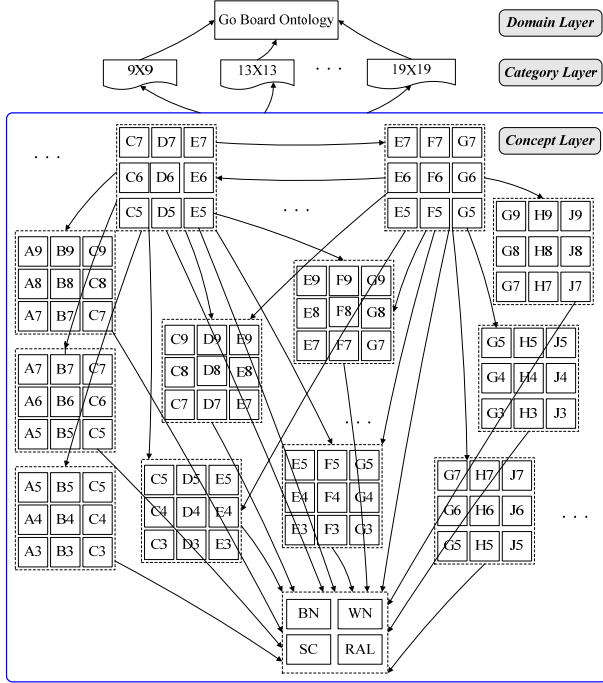 Go Board Ontology
Domain Layer
9X9
13X13
. . .
19X19
Category Layer
Concept Layer
. . .
C7 D7 E7
C6 D6 E6
C5 D5 E5
. . .
E7 F7 G7
E6 F6 G6
E5 F5 G5
A9 B9 C9
A8 B8 C8
A7 B7 C7
G9 H9 J9
G8 H8 J8
G7 H7 J7
E9 F9 G9
E8 F8 G8
E7 F7 G7
C9 D9 E9
C8 D8 E8
C7 D7 E7
G5 H5 J5
G4 H4 J4
G3 H3 J3
A7 B7 C7
A6 B6 C6
A5 B5 C5
. . .
E5 F5 G5
E4 F4 G4
E3 F3 G3
C5 D5 E5
C4 D4 E4
C3 D3 E3
G7 H7 J7
G6 H6 J6
G5 H5 J5
A5 B5 C5
A4 B4 C4
A3 B3 C3
. . .
BN WN
SC RAL